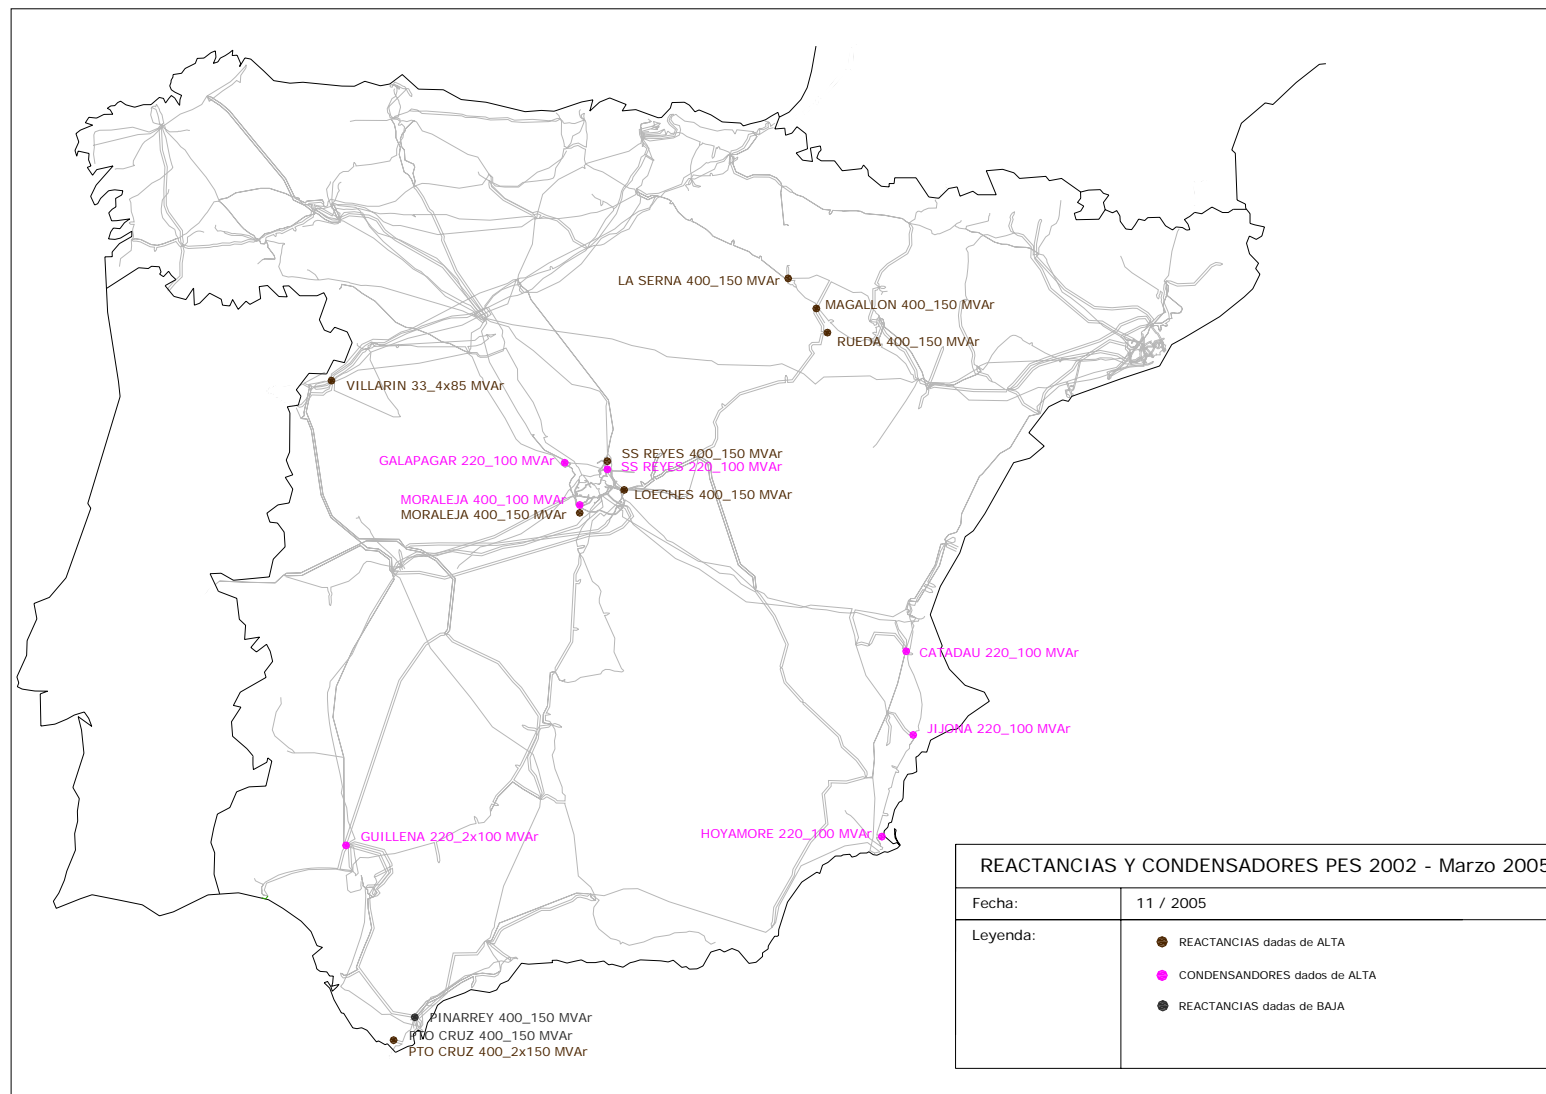 LA SERNA 400_150 MVAr
MAGALLON 400_150 MVAr
RUEDA 400_150 MVAr
VILLARIN 33_4x85 MVAr
SS REYES 400_150 MVAr
GALAPAGAR 220_100 MVAr
SS REYES 220_100 MVAr
LOECHES 400_150 MVAr
MORALEJA 400_100 MVAr
MORALEJA 400_150 MVAr
CATADAU 220_100 MVAr
JIJONA 220_100 MVAr
GUILLENA 220_2x100 MVAr
HOYAMORE 220_100 MVAr
REACTANCIAS Y CONDENSADORES PES 2002 - Marzo 2005
Fecha: 11 / 2005
Leyenda:
REACTANCIAS dadas de ALTA
CONDENSANDORES dados de ALTA
REACTANCIAS dadas de BAJA
PINARREY 400_150 MVAr
PTO CRUZ 400_150 MVAr
PTO CRUZ 400_2x150 MVAr